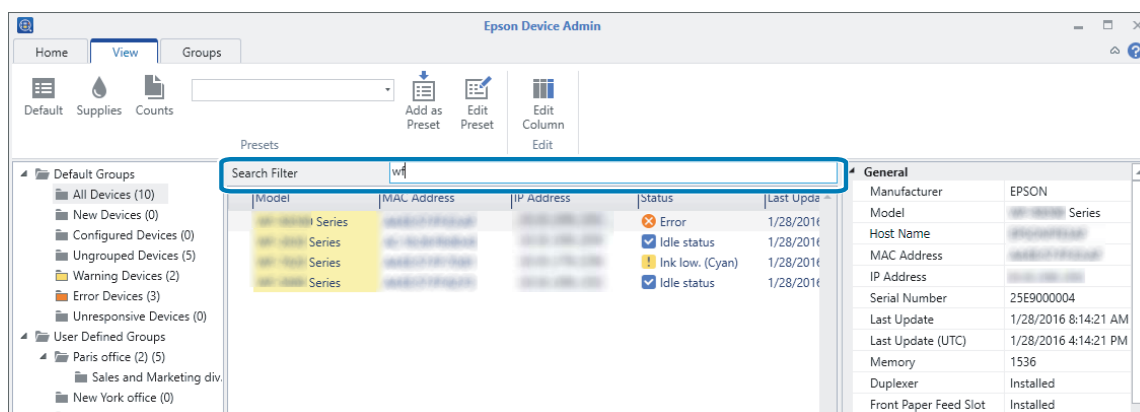 Epson Device Admin
Home View Groups
Default Supplies Counts Add as Preset Edit Preset Edit Column
Presets Edit
Search Filter wf
Default Groups
All Devices (10)
New Devices (0)
Configured Devices (0)
Ungrouped Devices (5)
Warning Devices (2)
Error Devices (3)
Unresponsive Devices (0)
User Defined Groups
Paris office (2) (5)
Sales and Marketing div.
New York office (0)
Model MAC Address IP Address Status Last Upda
Series Error 1/28/2016
Series Idle status 1/28/2016
Series Ink low. (Cyan) 1/28/2016
Series Idle status 1/28/2016
General
Manufacturer EPSON
Model Series
Host Name
MAC Address
IP Address
Serial Number 25E9000004
Last Update 1/28/2016 8:14:21 AM
Last Update (UTC) 1/28/2016 4:14:21 PM
Memory 1536
Duplexer Installed
Front Paper Feed Slot Installed